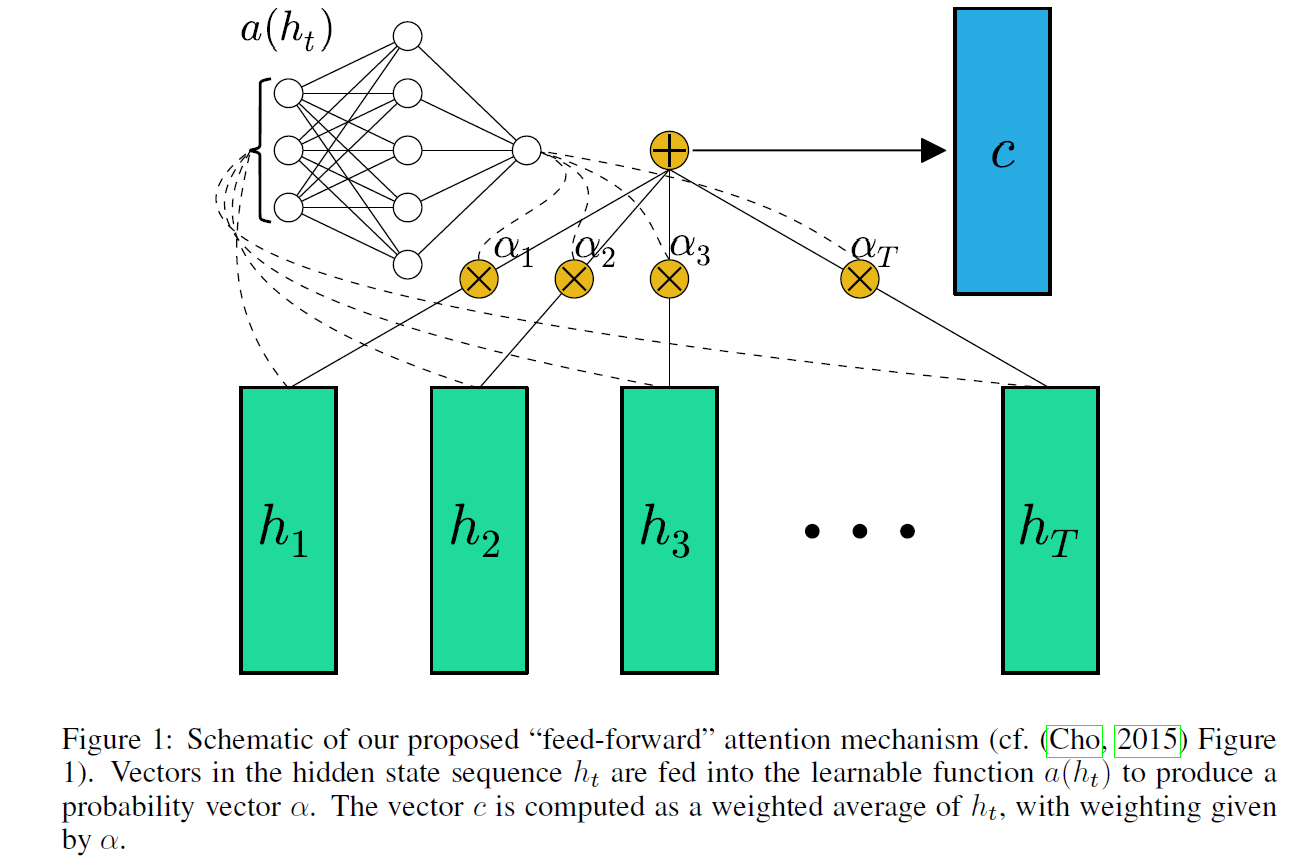 a(h_t)
c
α_1 α_2 α_3 α_T
h_1 h_2 h_3 • • • h_T
Figure 1: Schematic of our proposed “feed-forward” attention mechanism (cf. (Cho, 2015) Figure
1). Vectors in the hidden state sequence h_t are fed into the learnable function a(h_t) to produce a
probability vector α. The vector c is computed as a weighted average of h_t, with weighting given
by α.